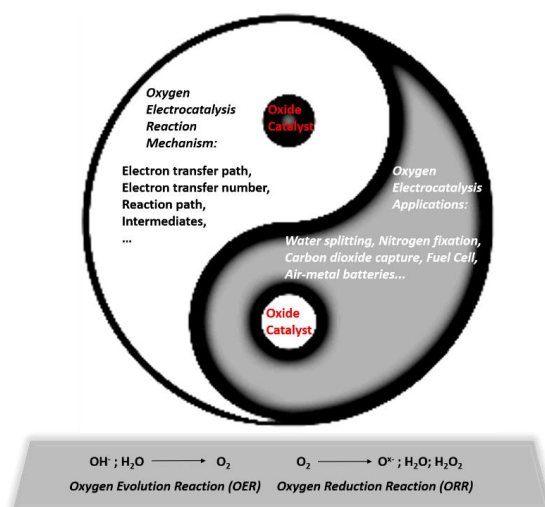 Oxygen
Electrocatalysis
Reaction
Mechanism:
Oxide
Catalyst
Electron transfer path,
Electron transfer number,
Reaction path,
Intermediates,
...
Oxygen
Electrocatalysis
Applications:
Water splitting, Nitrogen fixation,
Carbon dioxide capture, Fuel Cell,
Air-metal batteries...
Oxide
Catalyst
OH⁻ ; H₂O → O₂
O₂ → Oˣ⁻ ; H₂O; H₂O₂
Oxygen Evolution Reaction (OER)
Oxygen Reduction Reaction (ORR)